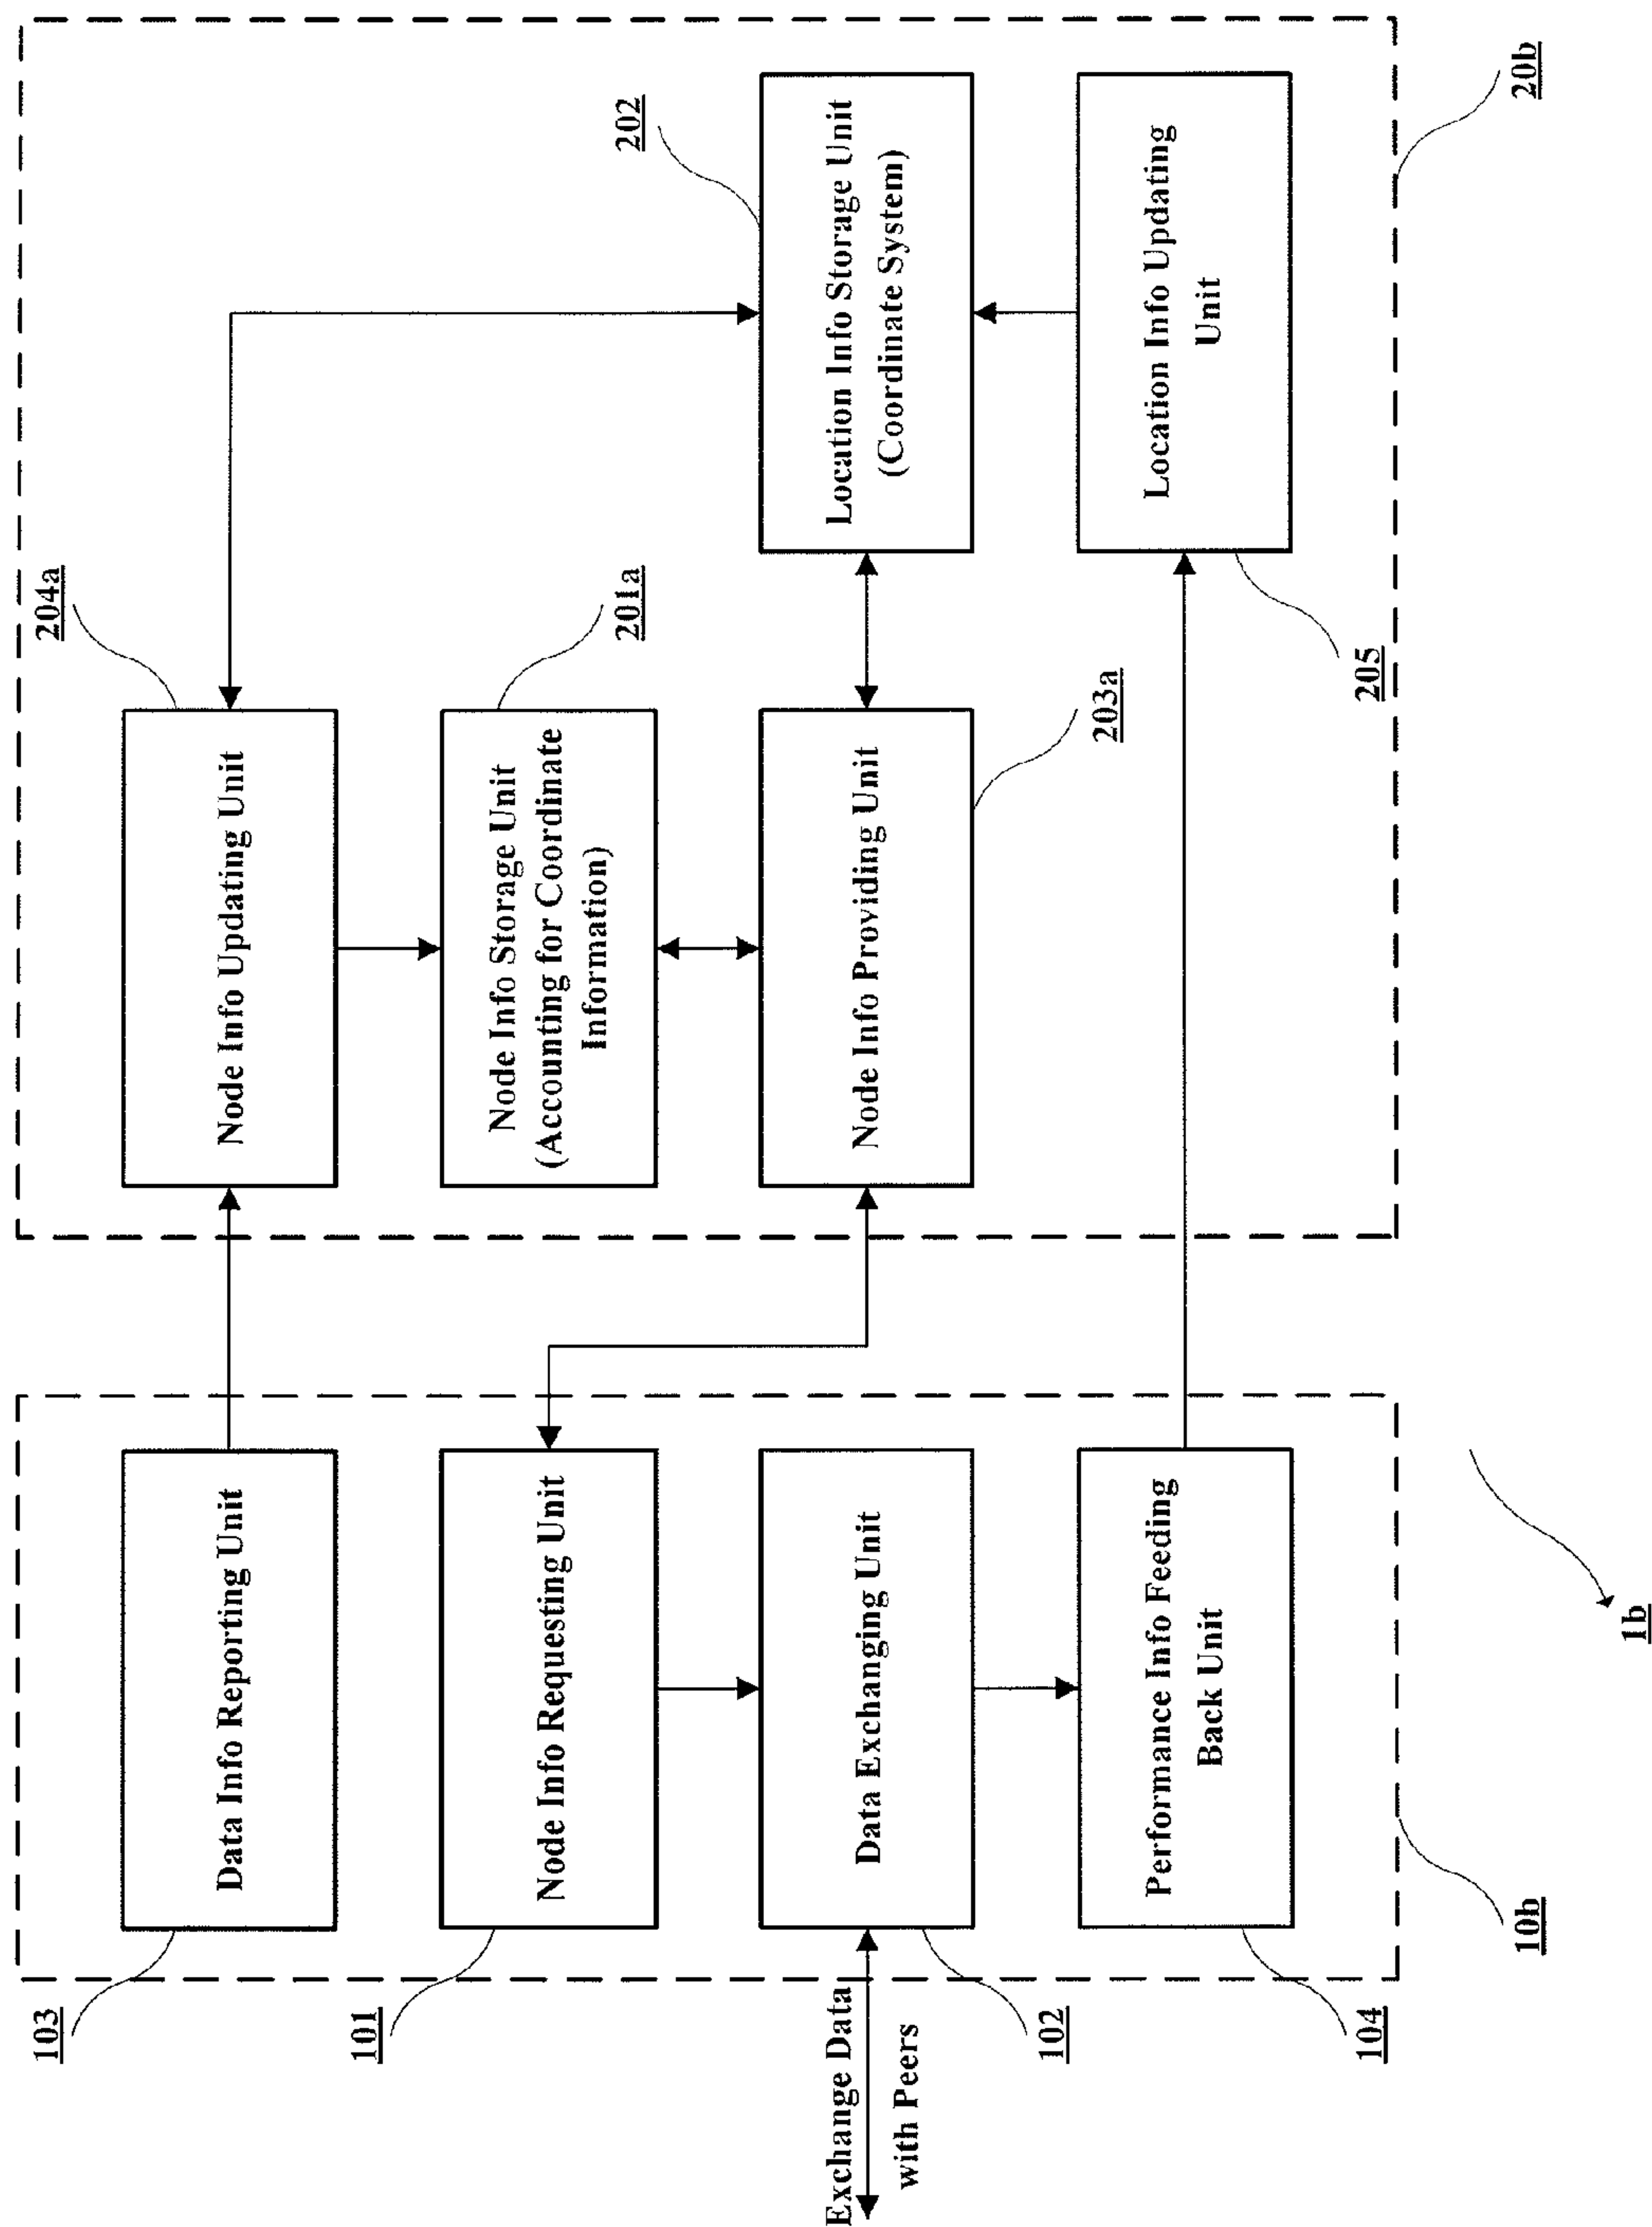 103
Data Info Reporting Unit
101
Node Info Requesting Unit
Exchange Data
with Peers
102
Data Exchanging Unit
104
Performance Info Feeding
Back Unit
10b
1b
204a
Node Info Updating Unit
201a
Node Info Storage Unit
(Accounting for Coordinate
Information)
203a
Node Info Providing Unit
202
Location Info Storage Unit
(Coordinate System)
205
Location Info Updating
Unit
20b